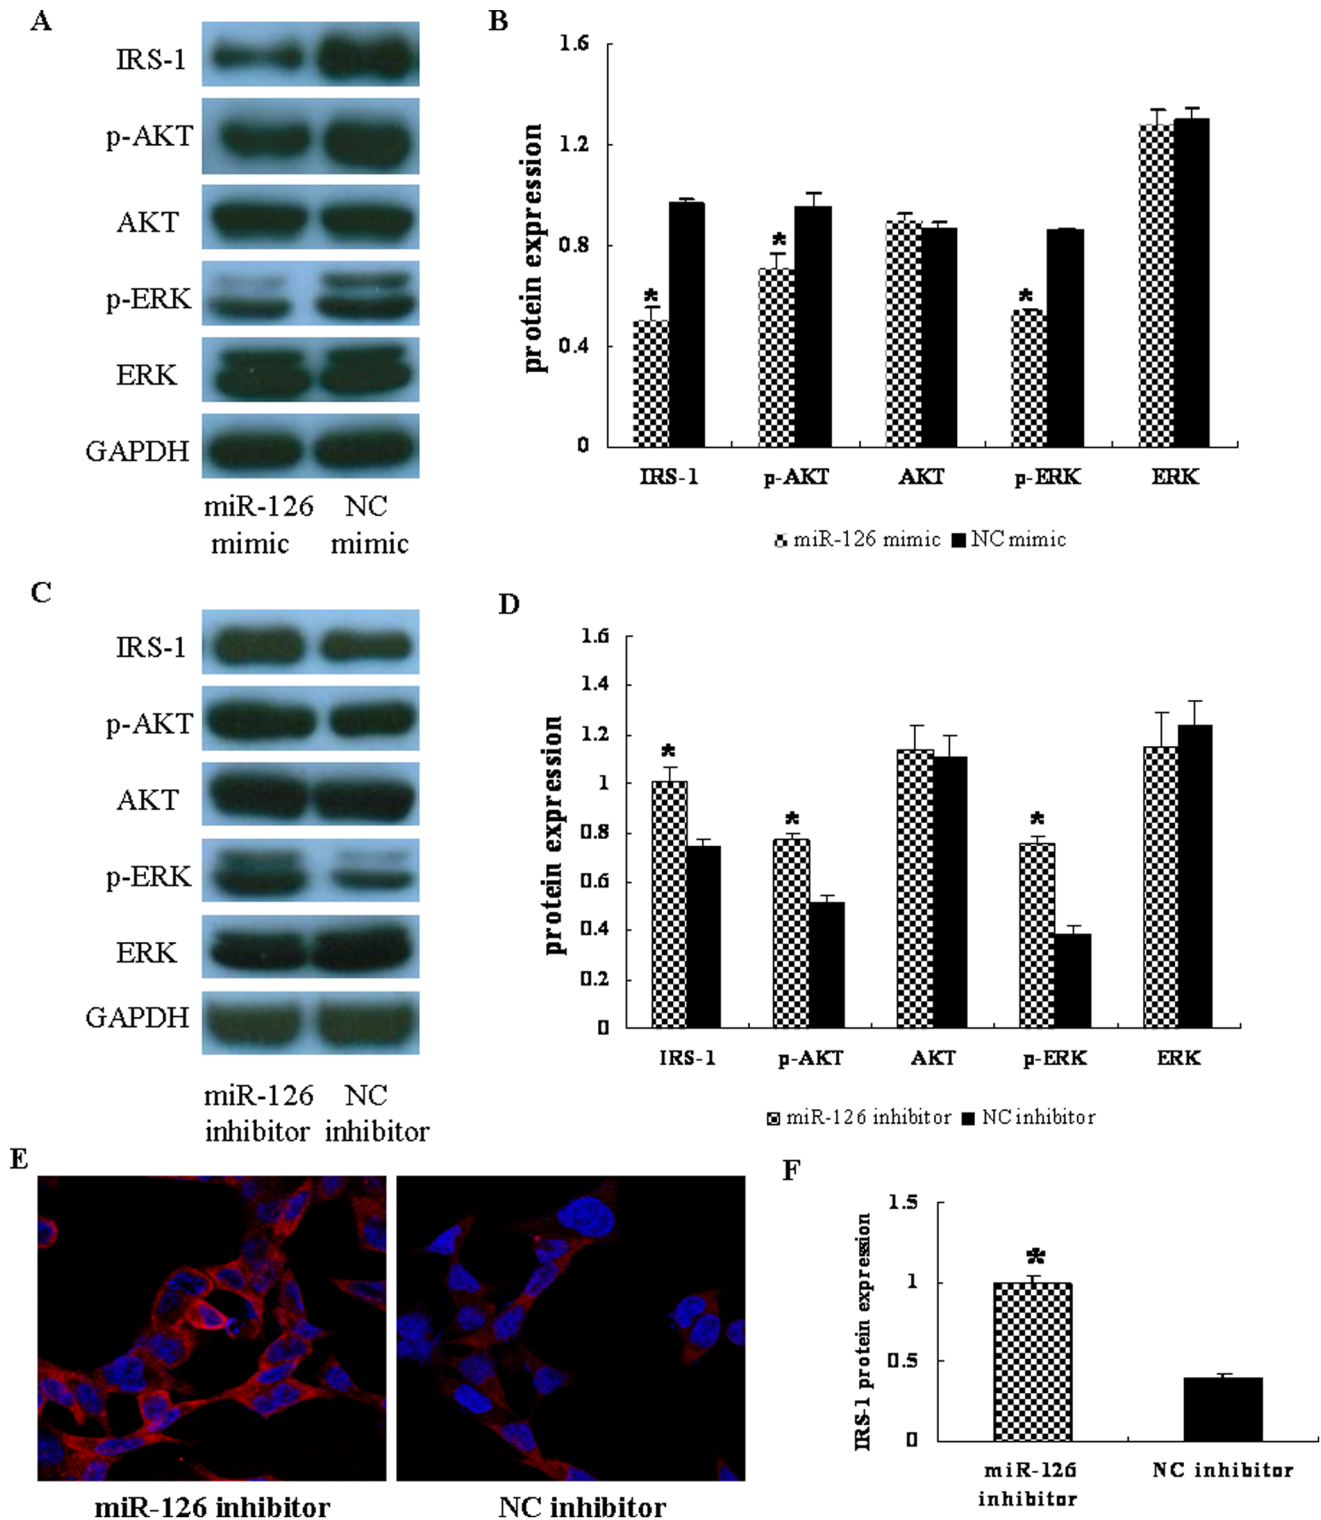 A
IRS-1
p-AKT
AKT
p-ERK
ERK
GAPDH
miR-126 NC
mimic mimic
B
protein expression
1.6
1.2
0.8
0.4
0
*
*
*
IRS-1 p-AKT AKT p-ERK ERK
miR-126 mimic NC mimic
C
IRS-1
p-AKT
AKT
p-ERK
ERK
GAPDH
miR-126 NC
inhibitor inhibitor
D
protein expression
1.6
1.4
1.2
1
0.8
0.6
0.4
0.2
0
*
*
*
IRS-1 p-AKT AKT p-ERK ERK
miR-126 inhibitor NC inhibitor
E
miR-126 inhibitor NC inhibitor
F
IRS-1 protein expression
1.5
1
0.5
0
*
miR-126 NC inhibitor
inhibitor